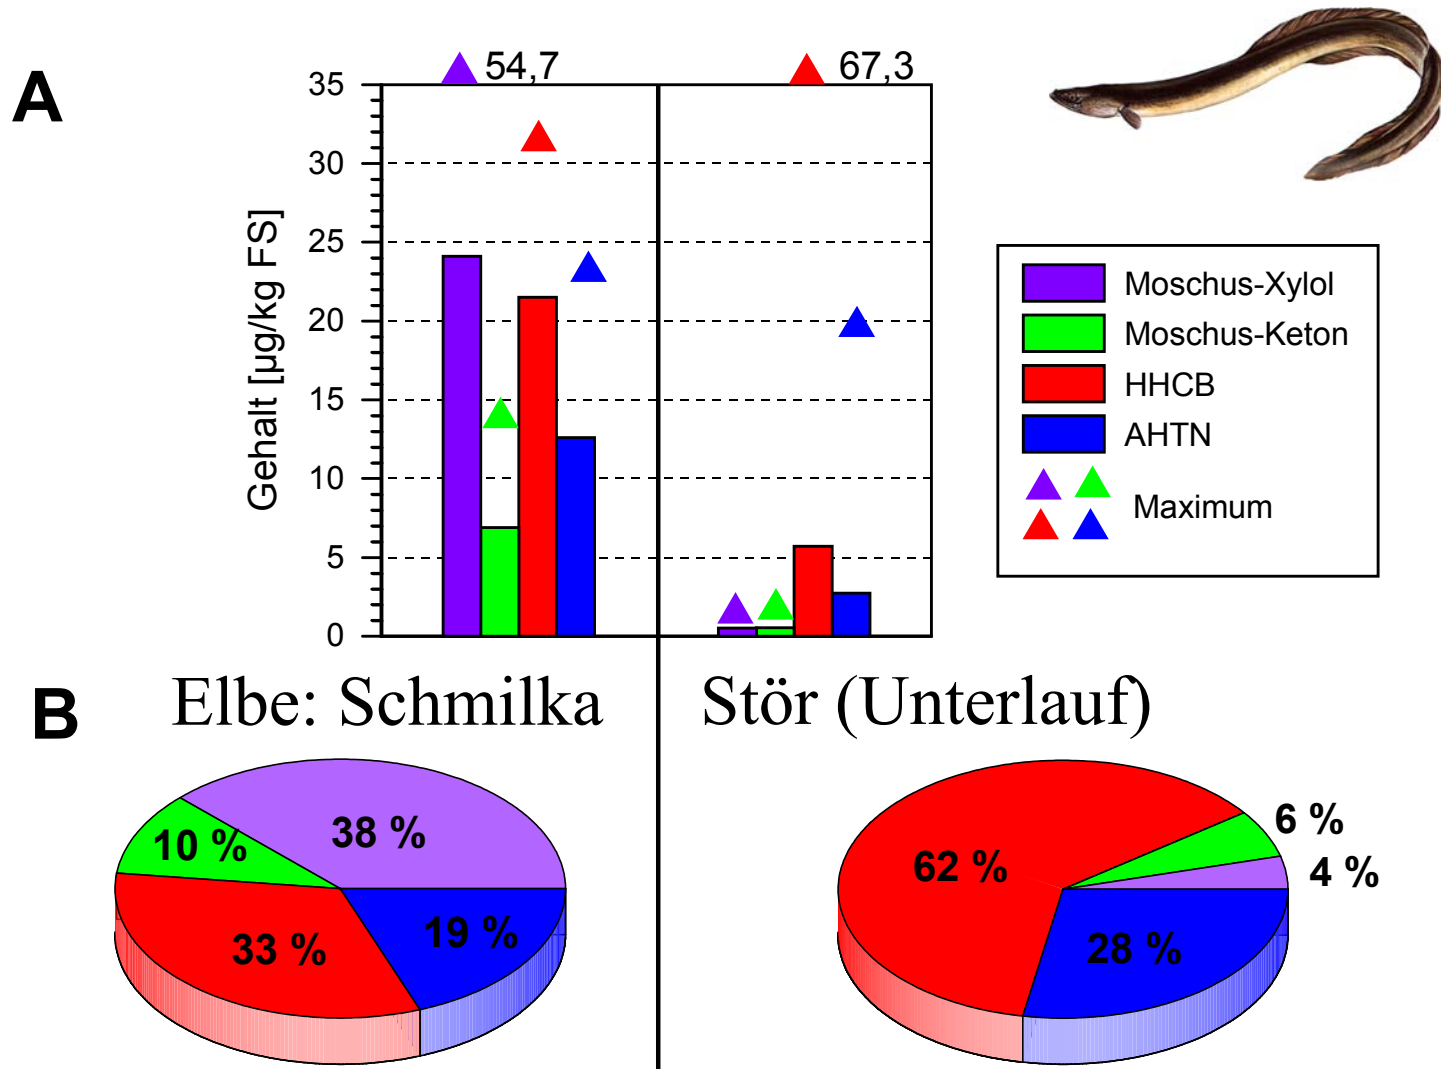 A
54,7
67,3
Gehalt [µg/kg FS]
35
30
25
20
15
10
5
0
Moschus-Xylol
Moschus-Keton
HHCB
AHTN
Maximum
B
Elbe: Schmilka
Stör (Unterlauf)
38 %
10 %
33 %
19 %
62 %
6 %
4 %
28 %